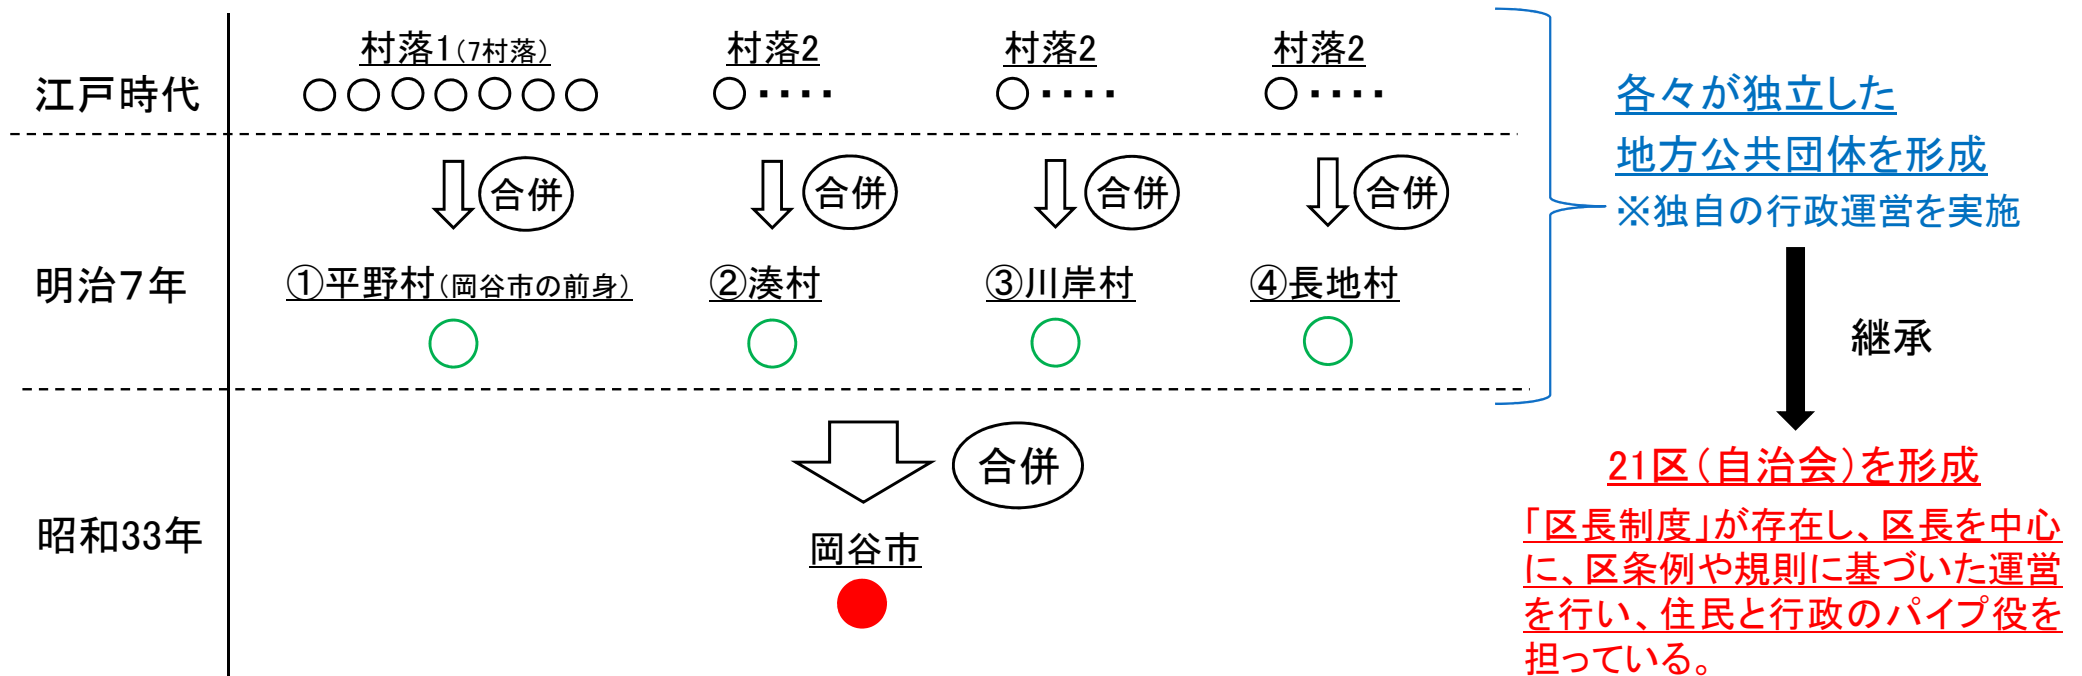 村落1(7村落)
村落2
村落2
村落2
江戸時代
合併
合併
合併
合併
明治7年
①平野村(岡谷市の前身)
②湊村
③川岸村
④長地村
合併
昭和33年
岡谷市
各々が独立した
地方公共団体を形成
※独自の行政運営を実施
継承
21区(自治会)を形成
「区長制度」が存在し、区長を中心
に、区条例や規則に基づいた運営
を行い、住民と行政のパイプ役を
担っている。